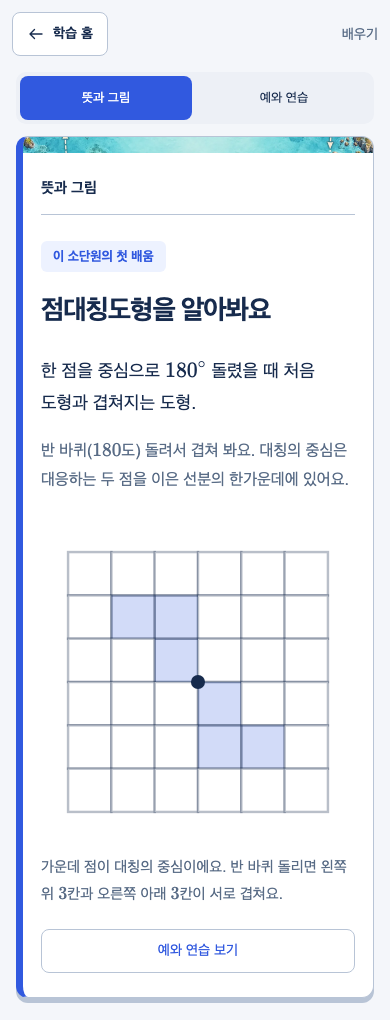 ← 학습 홈
배우기
뜻과 그림
예와 연습
뜻과 그림
이 소단원의 첫 배움
점대칭도형을 알아봐요
한 점을 중심으로 180° 돌렸을 때 처음
도형과 겹쳐지는 도형.
반 바퀴(180도) 돌려서 겹쳐 봐요. 대칭의 중심은
대응하는 두 점을 이은 선분의 한가운데에 있어요.
가운데 점이 대칭의 중심이에요. 반 바퀴 돌리면 왼쪽
위 3칸과 오른쪽 아래 3칸이 서로 겹쳐요.
예와 연습 보기